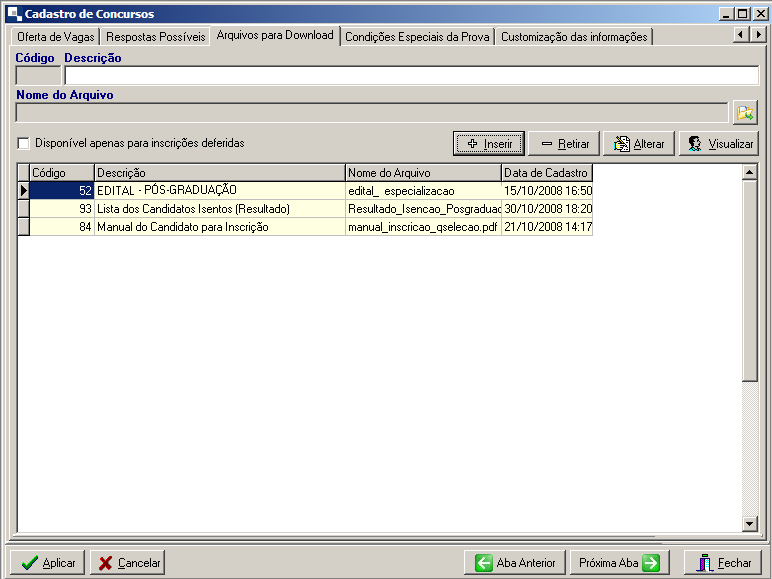 Cadastro de Concursos
Oferta de Vagas Respostas Possíveis Arquivos para Download Condições Especiais da Prova Customização das informações
Código Descrição
Nome do Arquivo
Disponível apenas para inscrições deferidas Inserir Retirar Alterar Visualizar
Código Descrição Nome do Arquivo Data de Cadastro
52 EDITAL - PÓS-GRADUAÇÃO edital_ especializacao 15/10/2008 16:50
93 Lista dos Candidatos Isentos (Resultado) Resultado_Isencao_Posgraduac 30/10/2008 18:20
84 Manual do Candidato para Inscrição manual_inscricao_qselecao.pdf 21/10/2008 14:17
Aplicar Cancelar Aba Anterior Próxima Aba Fechar